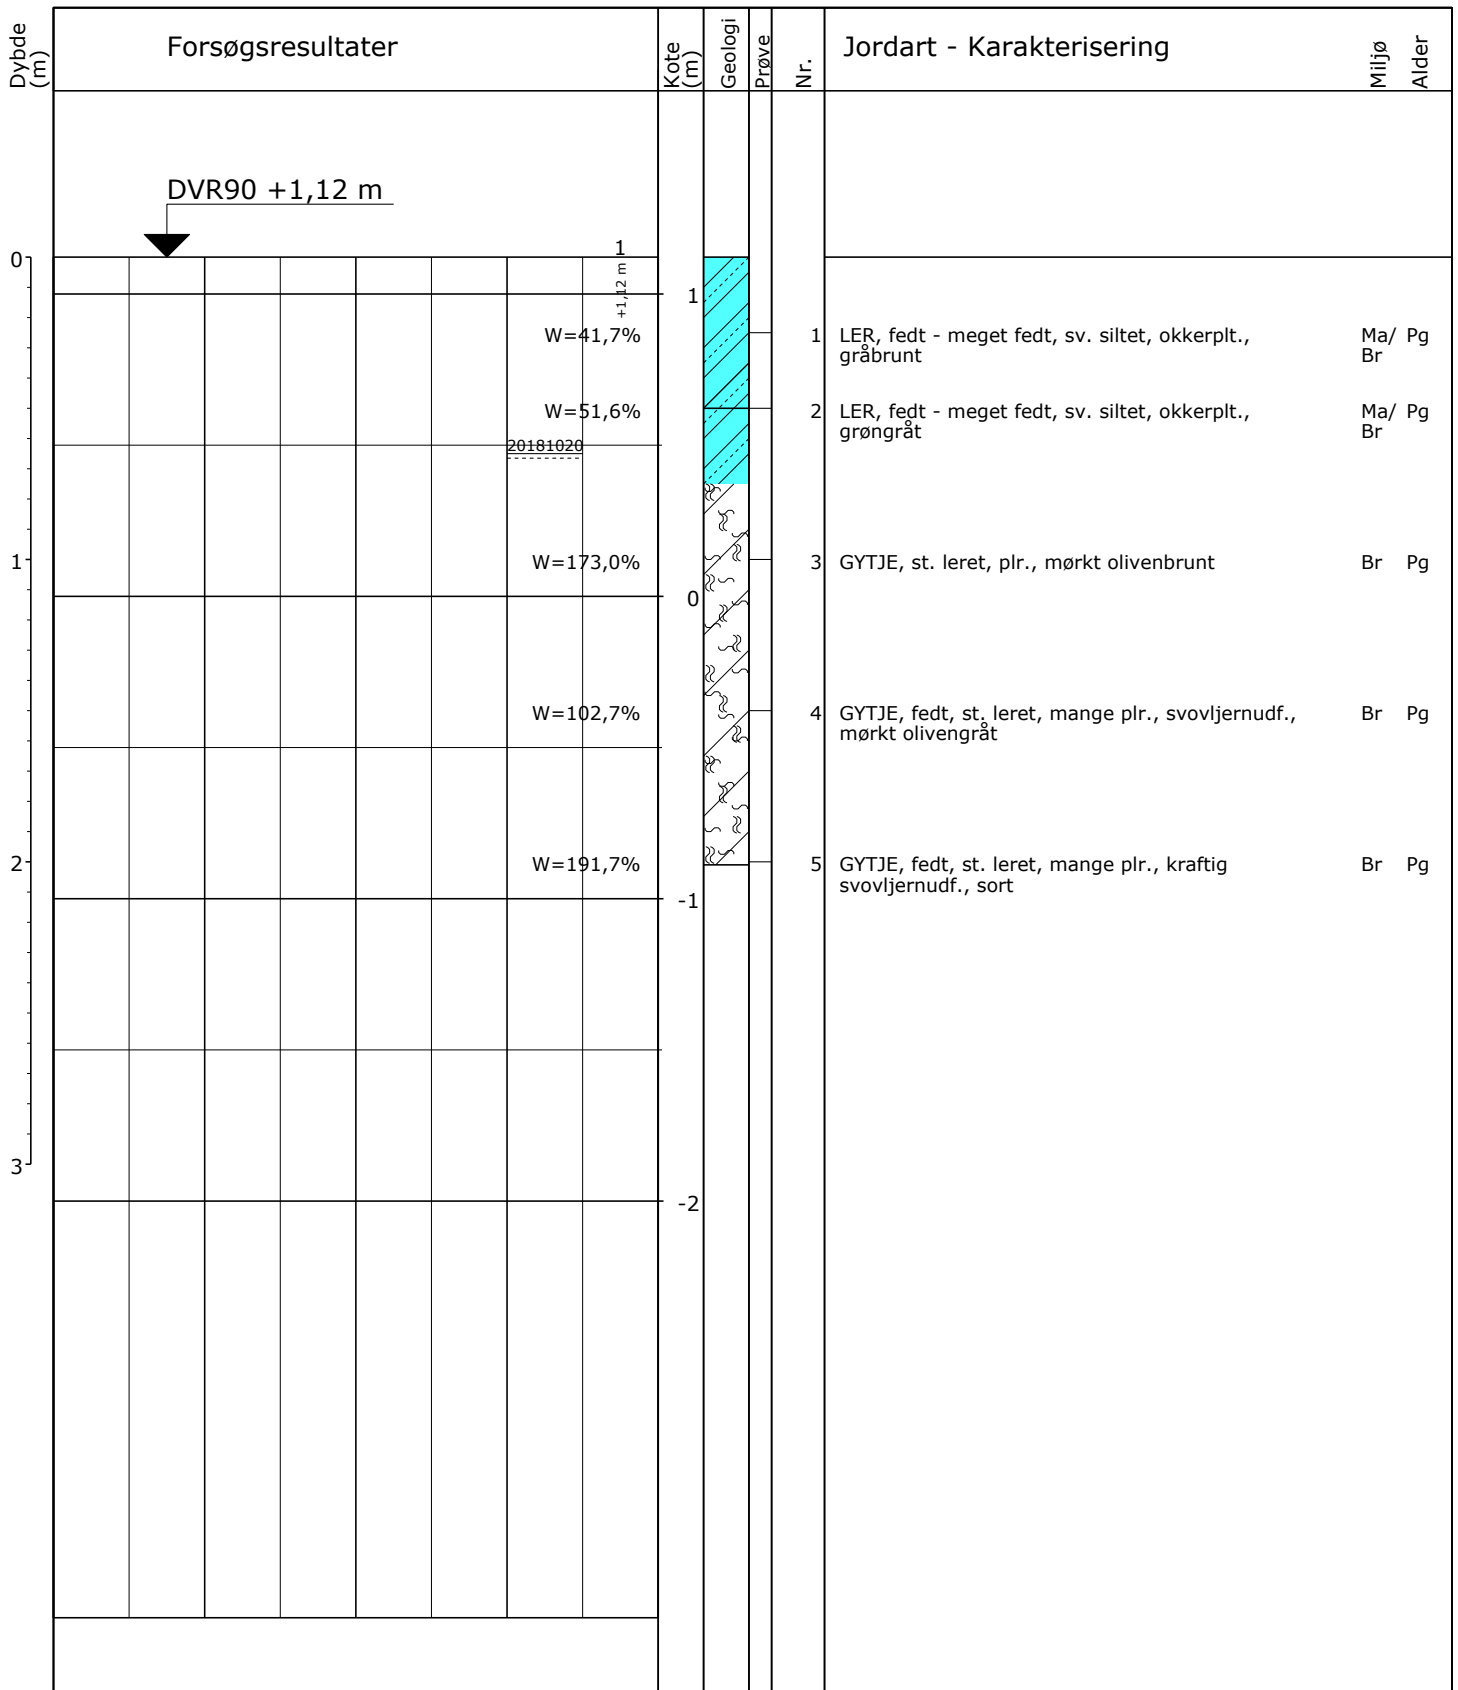 Dybde
(m)
Forsøgsresultater
Kote
(m)
Geologi
Prøve
Nr.
Jordart - Karakterisering
Miljø
Alder
DVR90 +1,12 m
1
0
+1,12 m
1
W=41,7%
1
LER, fedt - meget fedt, sv. siltet, okkerplt.,
gråbrunt
Ma/
Br
Pg
W=51,6%
2
LER, fedt - meget fedt, sv. siltet, okkerplt.,
grøngråt
Ma/
Br
Pg
20181020
1
W=173,0%
3
GYTJE, st. leret, plr., mørkt olivenbrunt
Br
Pg
0
W=102,7%
4
GYTJE, fedt, st. leret, mange plr., svovljernudf.,
mørkt olivengråt
Br
Pg
2
W=191,7%
5
GYTJE, fedt, st. leret, mange plr., kraftig
svovljernudf., sort
Br
Pg
-1
3
-2